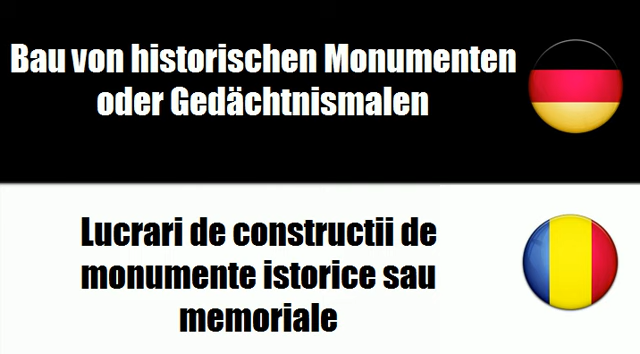 Bau von historischen Monumenten
oder Gedächtnismalen
Lucrari de constructii de
monumente istorice sau
memoriale